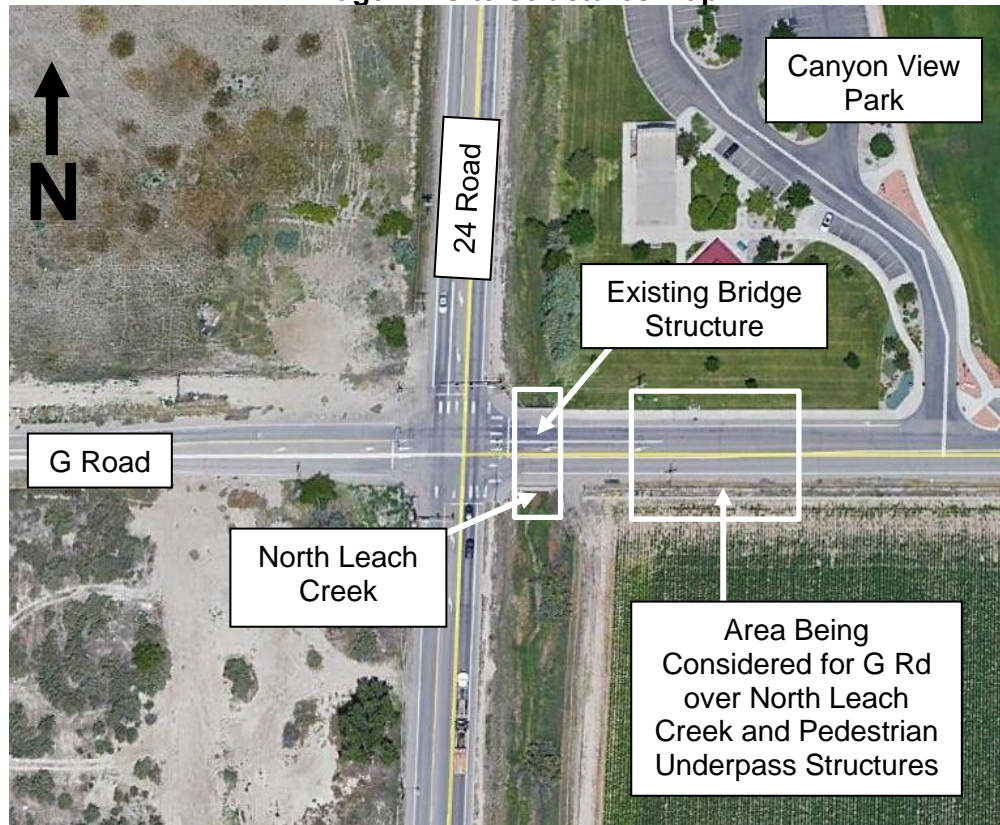 Canyon View
Park
N
24 Road
Existing Bridge
Structure
G Road
North Leach
Creek
Area Being
Considered for G Rd
over North Leach
Creek and Pedestrian
Underpass Structures